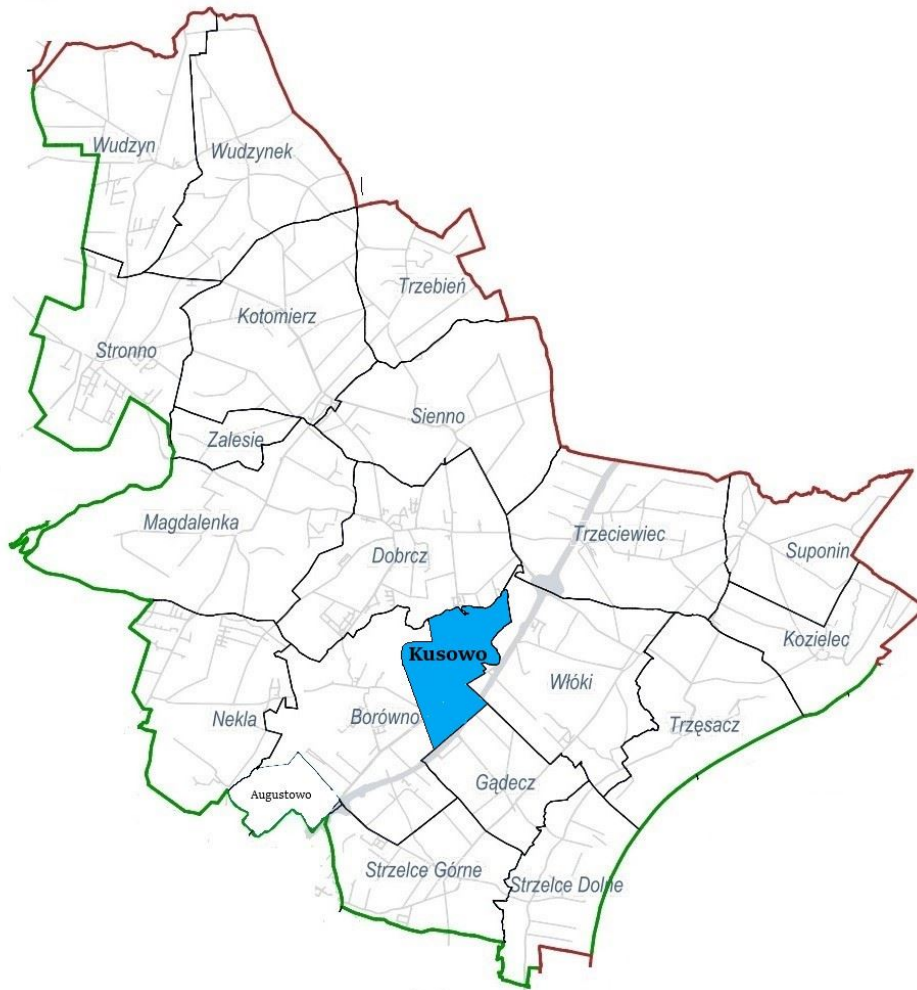 Wudzyn
Wudzynek
Trzebień
Kotomierz
Stronno
Sienno
Zalesie
Magdalenka
Trzeciewiec
Dobrcz
Suponin
Kozielec
Kusowo
Włóki
Nekla
Borówno
Trzęsacz
Gądecz
Augustowo
Strzelce Górne
Strzelce Dolne